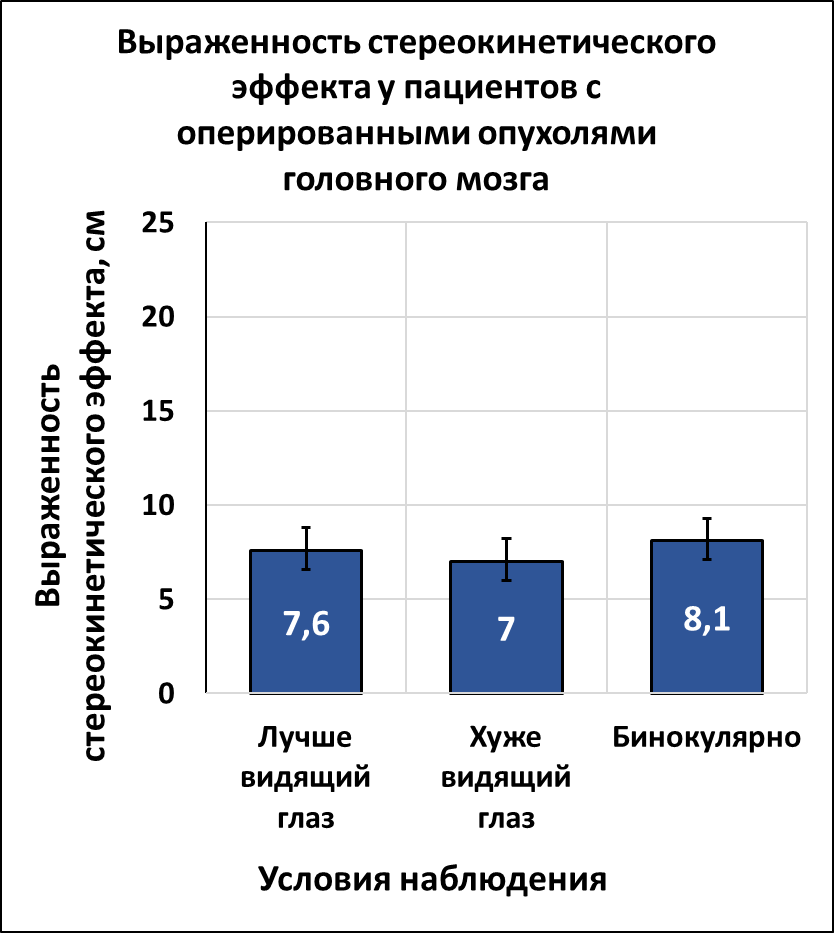 Выраженность стереокинетического
эффекта у пациентов с
оперированными опухолями
головного мозга
Выраженность
стереокинетического эффекта, см
25
20
15
10
5
0
7,6
7
8,1
Лучше
видящий
глаз
Хуже
видящий
глаз
Бинокулярно
Условия наблюдения